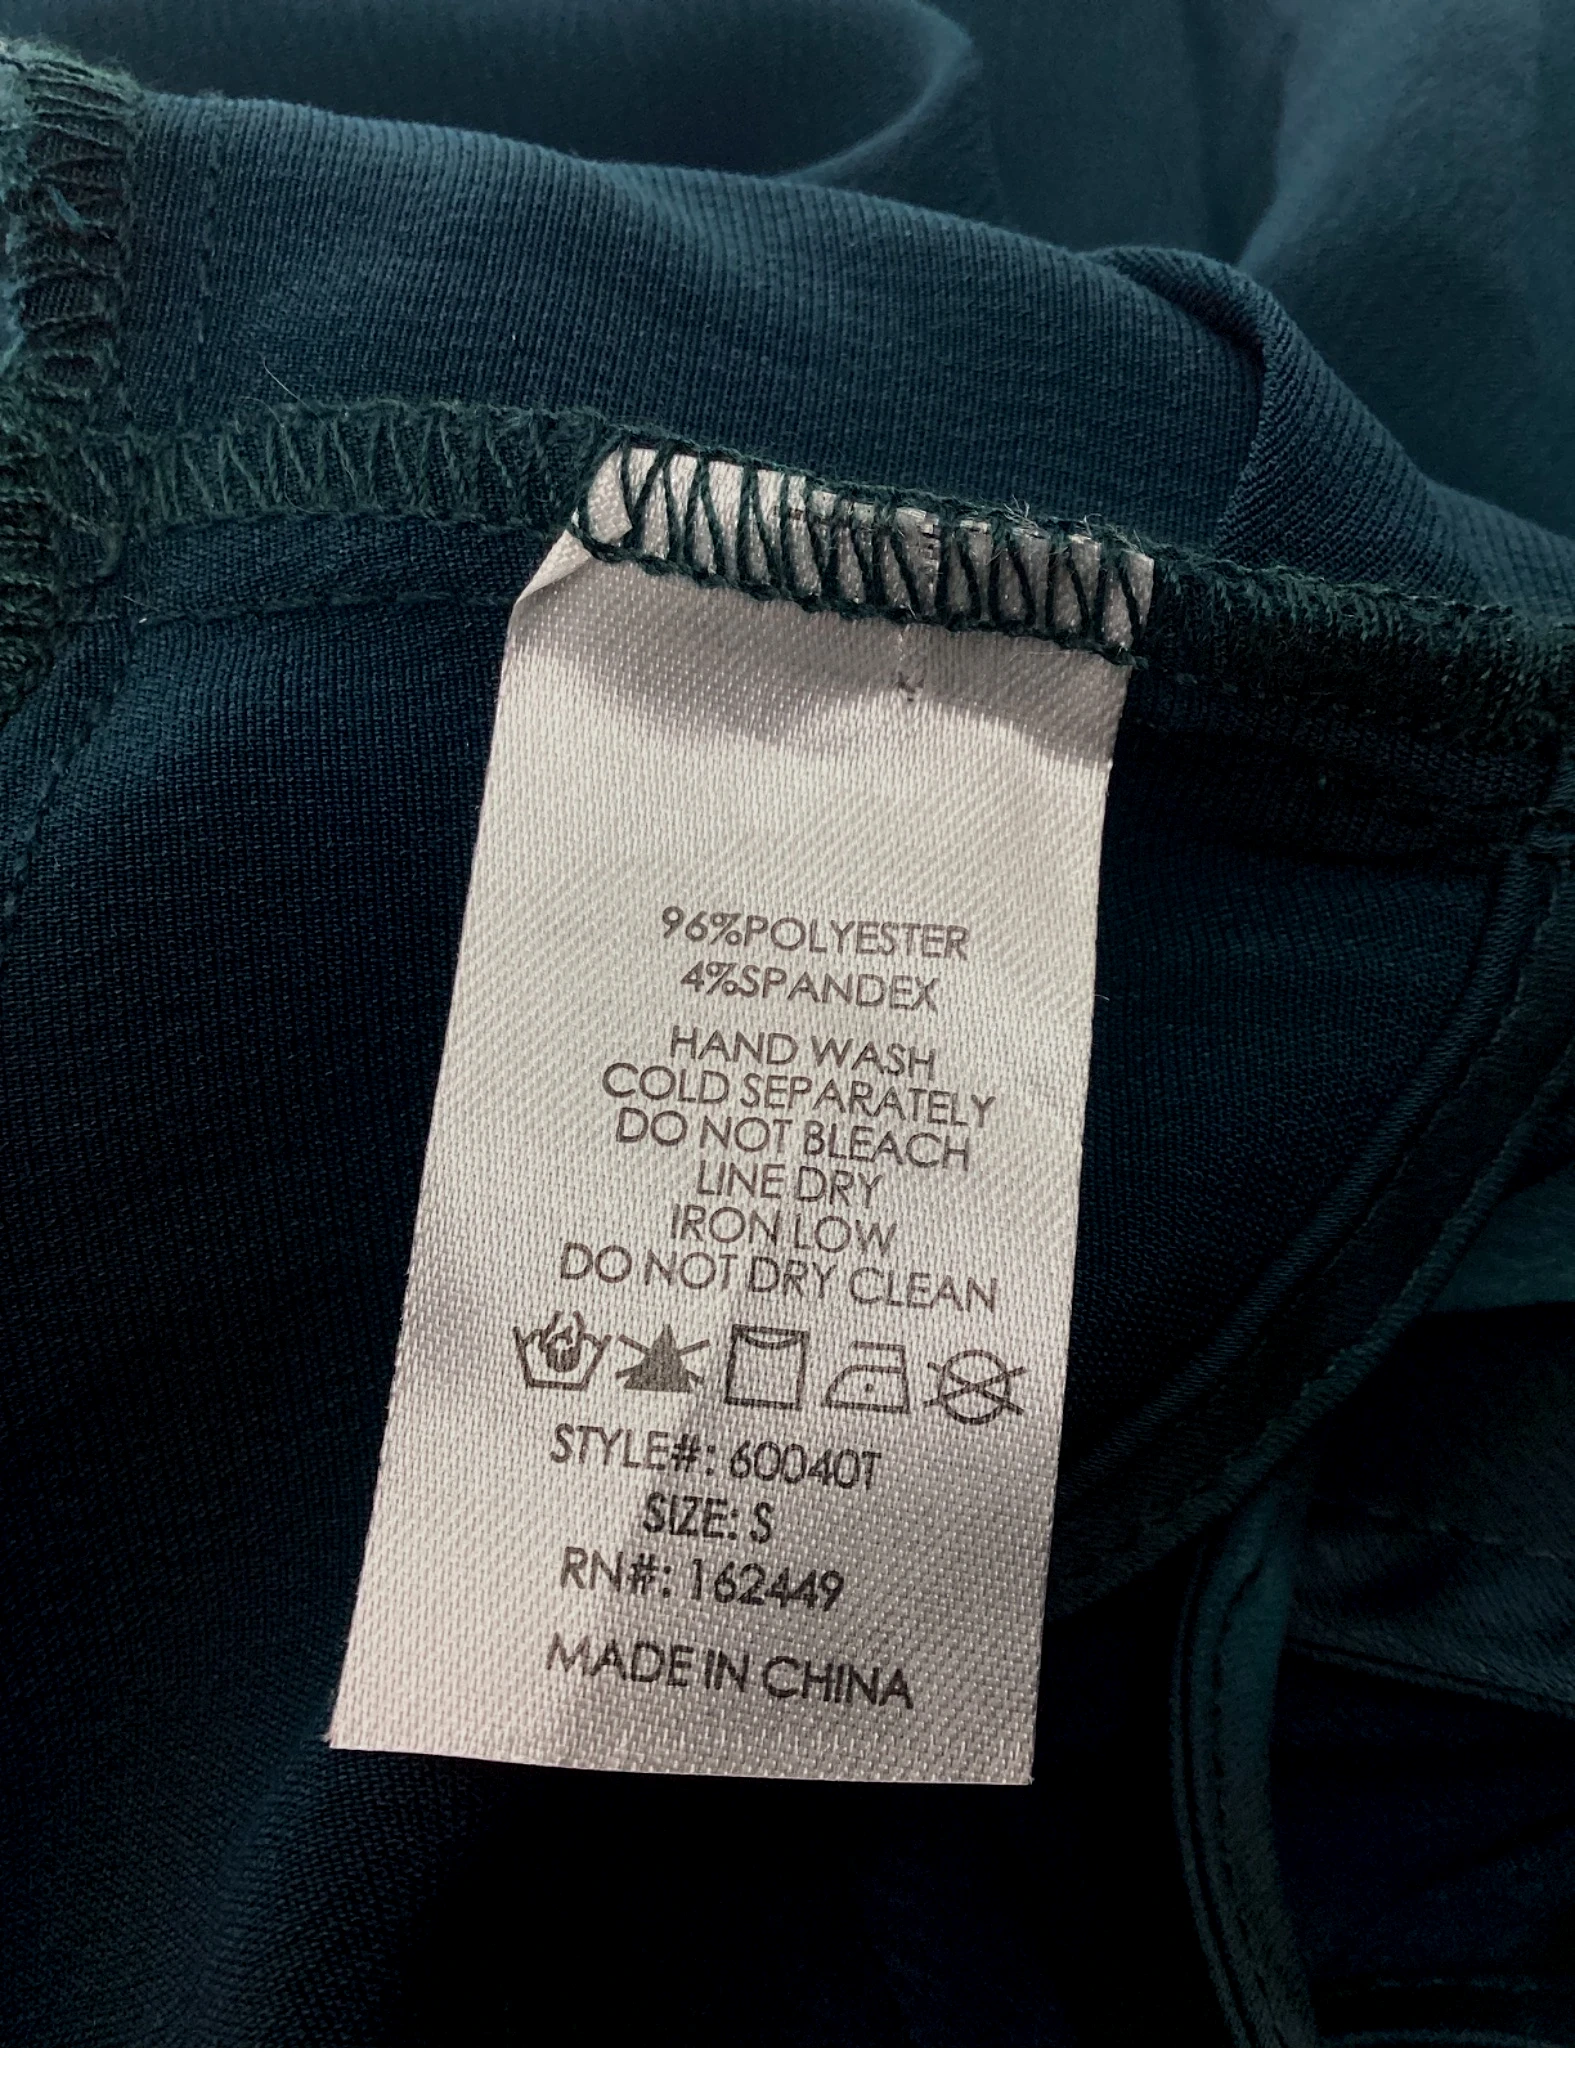 96%POLYESTER
4%SPANDEX
HAND WASH
COLD SEPARATELY
DO NOT BLEACH
LINE DRY
IRON LOW
DO NOT DRY CLEAN
STYLE#: 60040T
SIZE: S
RN#: 162449
MADE IN CHINA